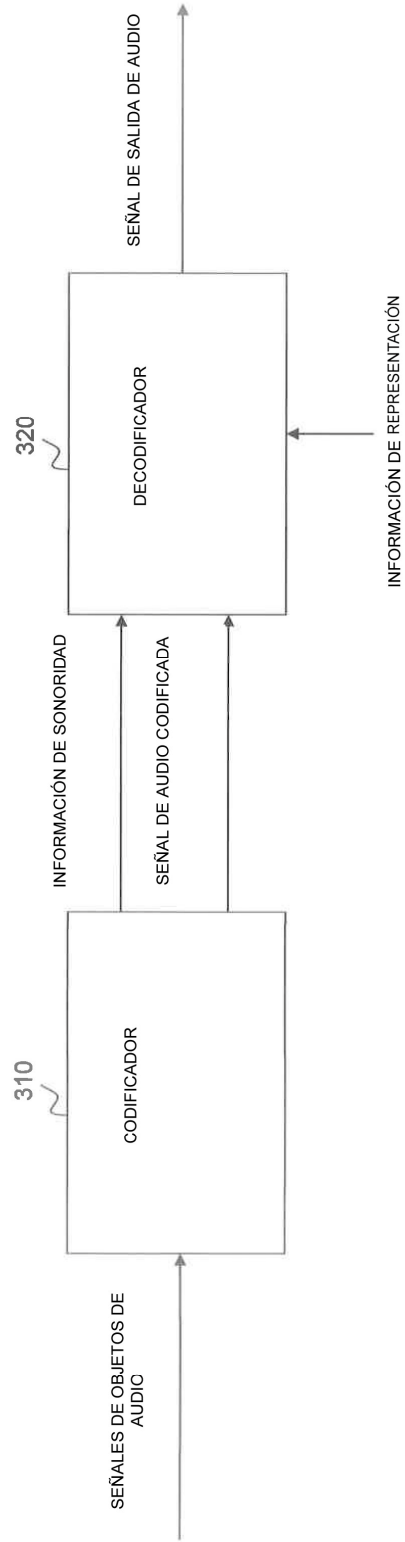 SEÑALES DE OBJETOS DE
AUDIO
310
CODIFICADOR
INFORMACIÓN DE SONORIDAD
SEÑAL DE AUDIO CODIFICADA
320
DECODIFICADOR
INFORMACIÓN DE REPRESENTACIÓN
SEÑAL DE SALIDA DE AUDIO